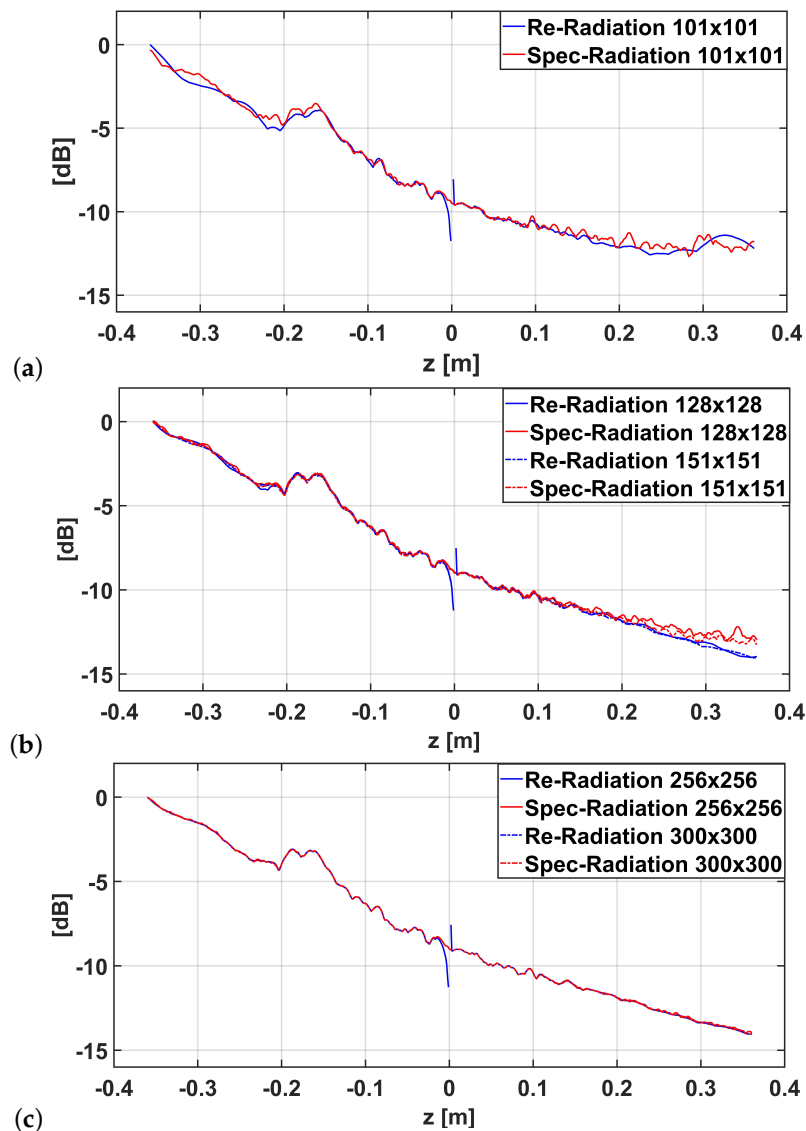 Re-Radiation 101x101
Spec-Radiation 101x101
[dB]
0
-5
-10
-15
-0.4 -0.3 -0.2 -0.1 0 0.1 0.2 0.3 0.4
z [m]
(a)
Re-Radiation 128x128
Spec-Radiation 128x128
Re-Radiation 151x151
Spec-Radiation 151x151
[dB]
0
-5
-10
-15
-0.4 -0.3 -0.2 -0.1 0 0.1 0.2 0.3 0.4
z [m]
(b)
Re-Radiation 256x256
Spec-Radiation 256x256
Re-Radiation 300x300
Spec-Radiation 300x300
[dB]
0
-5
-10
-15
-0.4 -0.3 -0.2 -0.1 0 0.1 0.2 0.3 0.4
z [m]
(c)